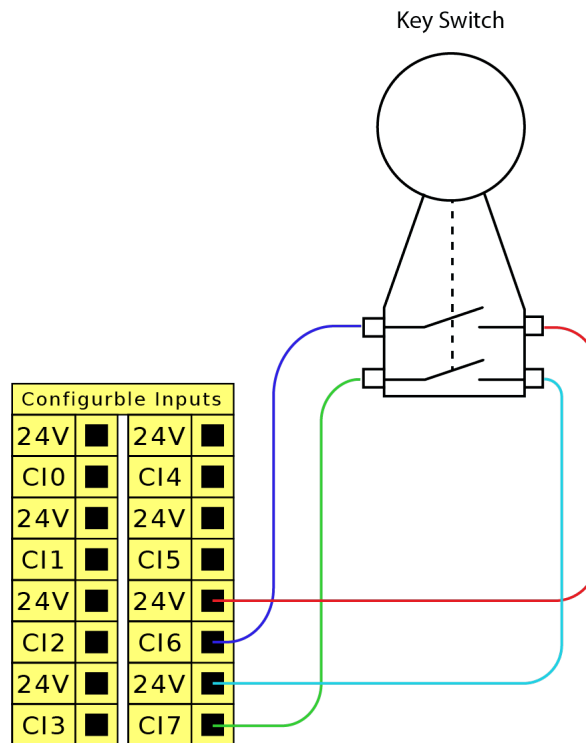 Key Switch
Configurble Inputs
24V 24V
CI0 CI4
24V 24V
CI1 CI5
24V 24V
CI2 CI6
24V 24V
CI3 CI7